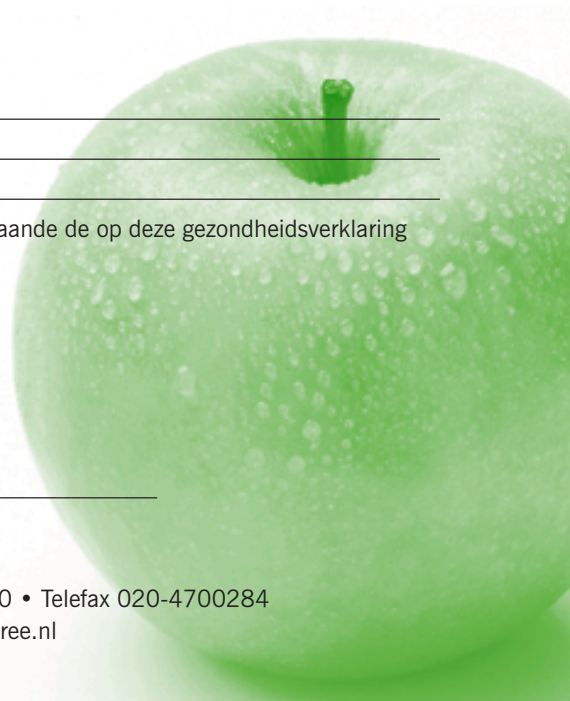 aande de op deze gezondheidsverklaring
0 • Telefax 020-4700284
ree.nl